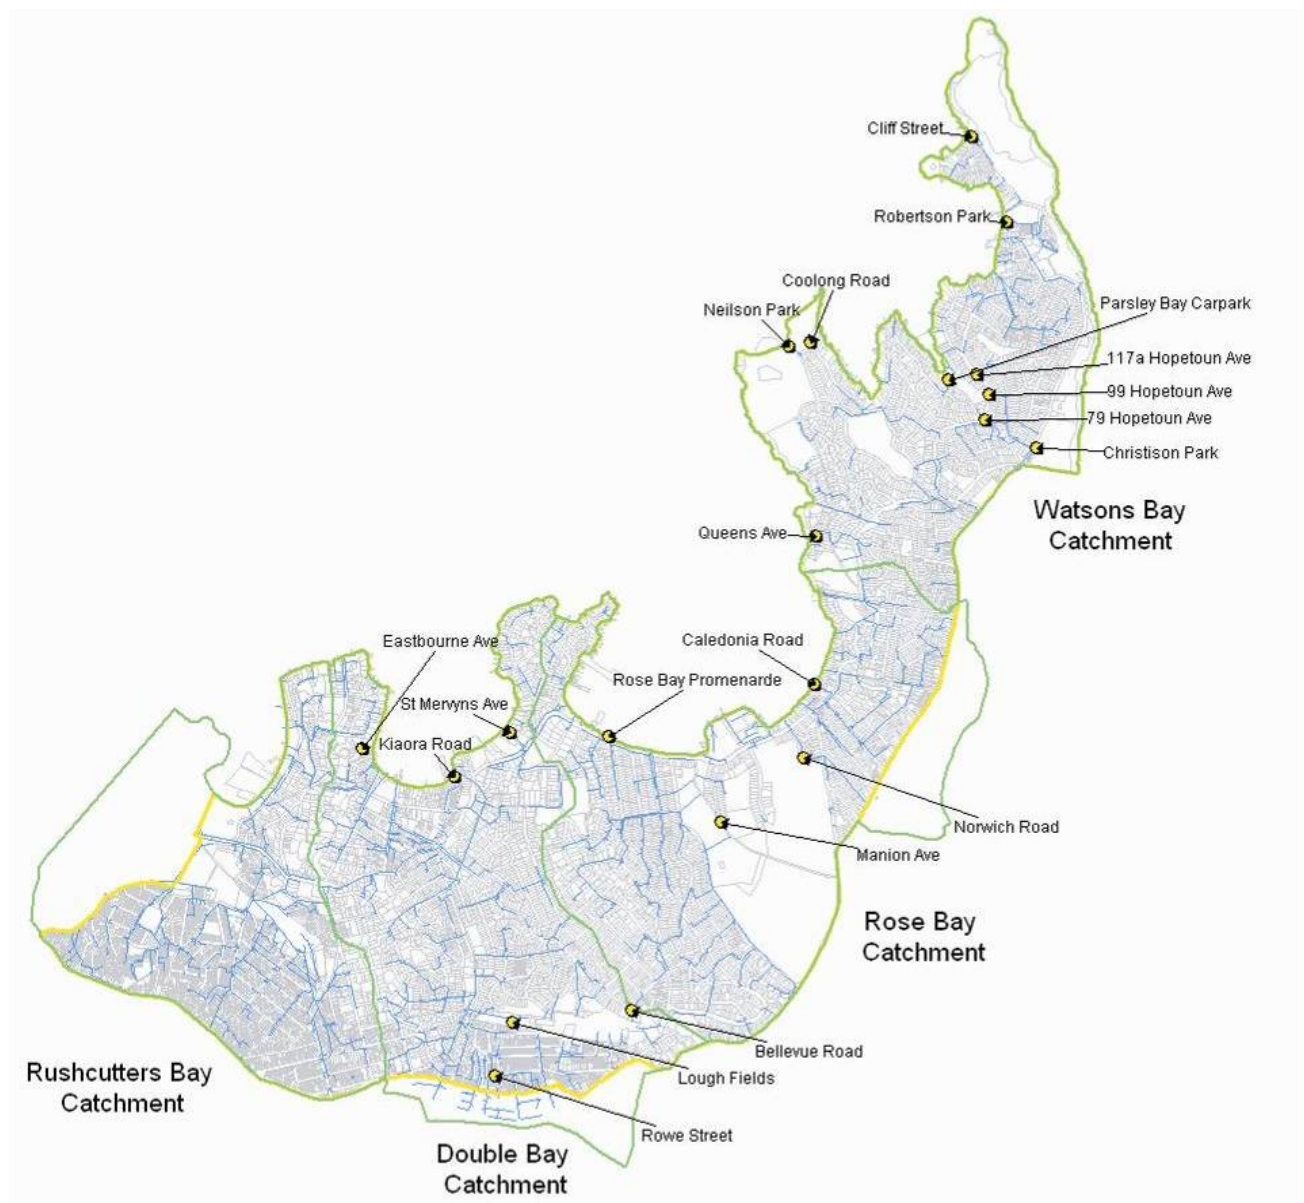 Cliff Street
Robertson Park
Coolong Road
Neilson Park
Parsley Bay Carpark
117a Hopetoun Ave
99 Hopetoun Ave
79 Hopetoun Ave
Christison Park
Watsons Bay
Catchment
Queens Ave
Eastbourne Ave
Caledonia Road
Rose Bay Promenarde
St Mervyns Ave
Kiaora Road
Norwich Road
Manion Ave
Rose Bay
Catchment
Bellevue Road
Lough Fields
Rushcutters Bay
Catchment
Rowe Street
Double Bay
Catchment